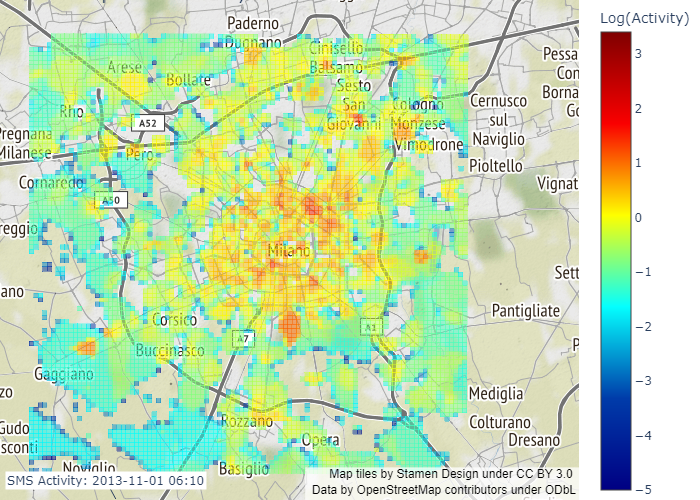 Log(Activity)
Paderno
Dugnano
Cinisello
Balsamo
Pessa
Con
Arese
Bollate
Sesto
San
Giovanni
Cologno
Monzese
Borna
Go
Cernusco
sul
Naviglio
Rho
A52
Pregnana
Milanese
Pero
Vimodrone
Pioltello
Cornaredo
Vignat
A50
reggio
Milano
Sett
ano
Pantigliate
Corsico
A7
A1
P
Buccinasco
Gaggiano
zo
Mediglia
Rozzano
Colturano
Gudo
sconti
Opera
Dresano
Noviglio
Basiglio
SMS Activity: 2013-11-01 06:10
Map tiles by Stamen Design under CC BY 3.0
Data by OpenStreetMap contributors under ODbL
3
2
1
0
−1
−2
−3
−4
−5